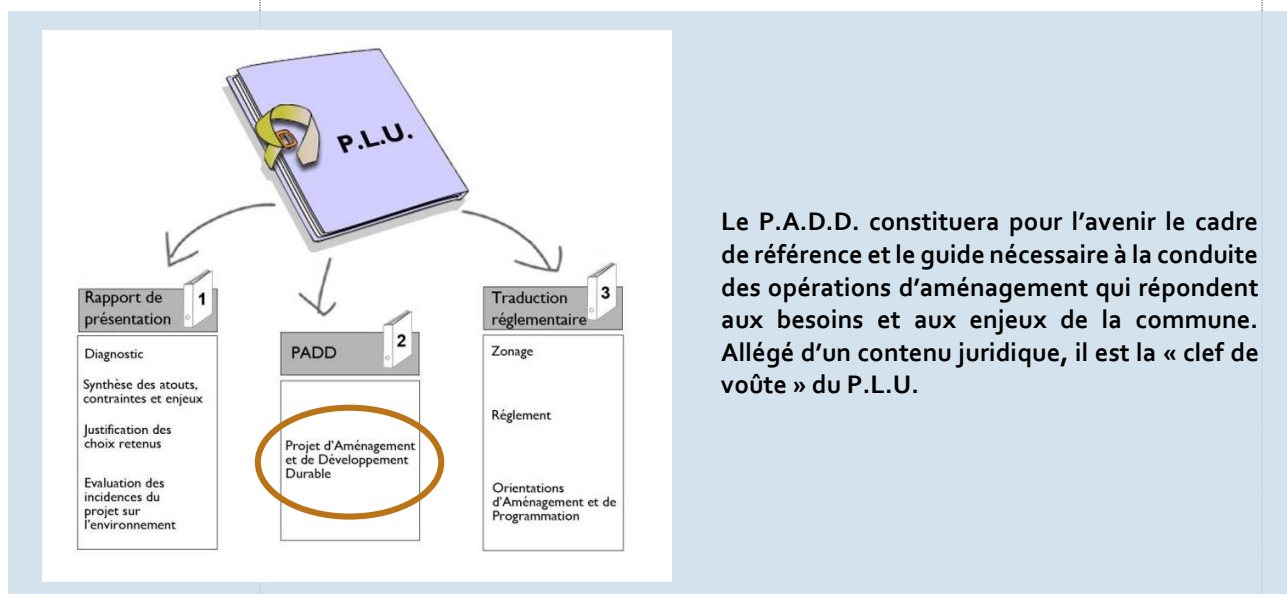 P.L.U.
Rapport de
présentation
1
Diagnostic
Synthèse des atouts,
contraintes et enjeux
Justification des
choix retenus
Evaluation des
incidences du
projet sur
l'environnement
PADD
2
Projet d'Aménagement
et de Développement
Durable
Traduction
réglementaire
3
Zonage
Réglement
Orientations
d'Aménagement et de
Programmation
Le P.A.D.D. constituera pour l’avenir le cadre
de référence et le guide nécessaire à la conduite
des opérations d’aménagement qui répondent
aux besoins et aux enjeux de la commune.
Allégé d’un contenu juridique, il est la « clef de
voûte » du P.L.U.